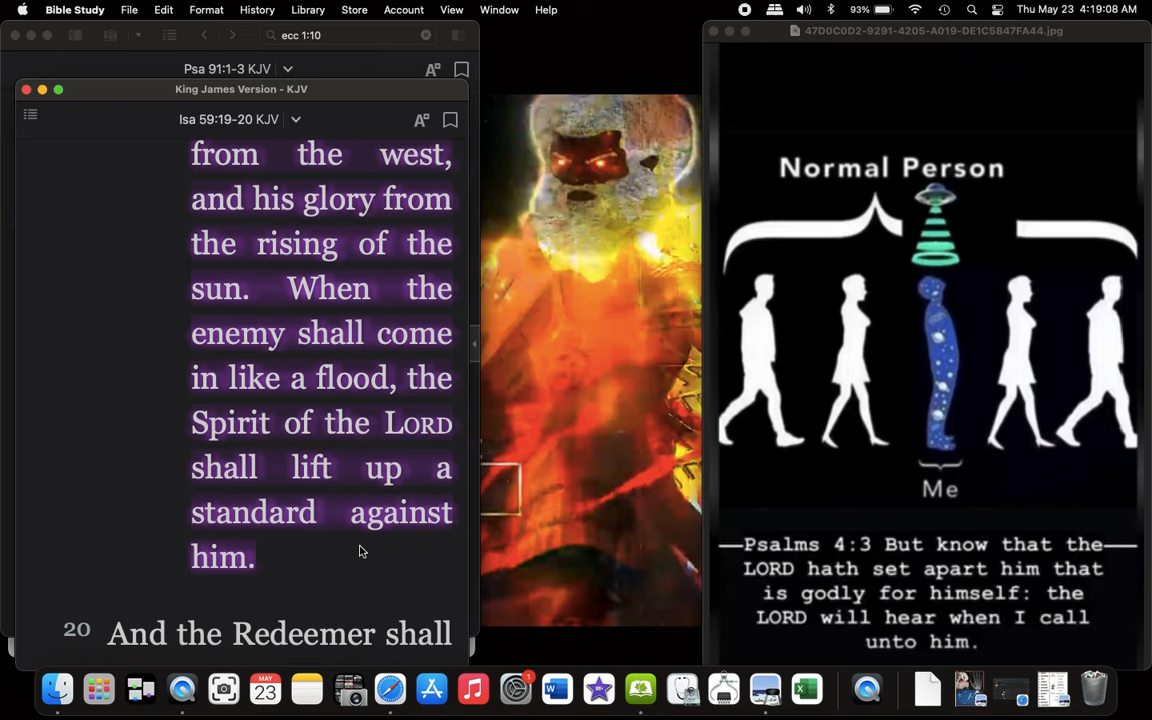 Bible Study File Edit Format History Library Store Account View Window Help 93% Thu May 23 4:19:08 AM
ecc 1:10
Psa 91:1-3 KJV
King James Version - KJV
Isa 59:19-20 KJV
from the west,
and his glory from
the rising of the
sun. When the
enemy shall come
in like a flood, the
Spirit of the LORD
shall lift up a
standard against
him.
20 And the Redeemer shall
47D0C0D2-9291-4205-A019-DE1C5847FA44.jpg
Normal Person
Me
Psalms 4:3 But know that the
LORD hath set apart him that
is godly for himself: the
LORD will hear when I call
unto him.
MAY
23
1